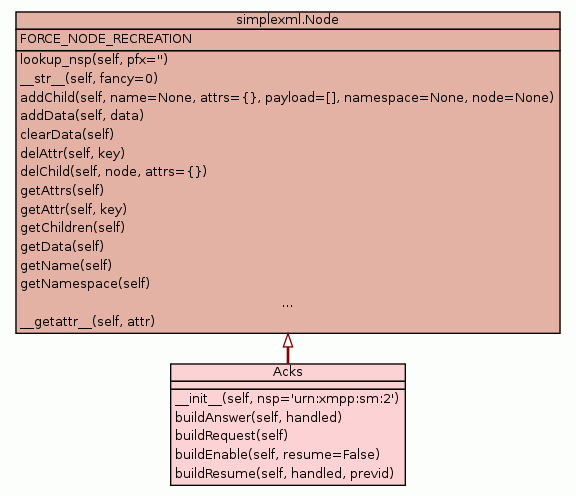 simplexml.Node
FORCE_NODE_RECREATION
lookup_nsp(self, pfx='')
__str__(self, fancy=0)
addChild(self, name=None, attrs={}, payload=[], namespace=None, node=None)
addData(self, data)
clearData(self)
delAttr(self, key)
delChild(self, node, attrs={})
getAttrs(self)
getAttr(self, key)
getChildren(self)
getData(self)
getName(self)
getNamespace(self)
...
__getattr__(self, attr)
Acks
__init__(self, nsp='urn:xmpp:sm:2')
buildAnswer(self, handled)
buildRequest(self)
buildEnable(self, resume=False)
buildResume(self, handled, previd)